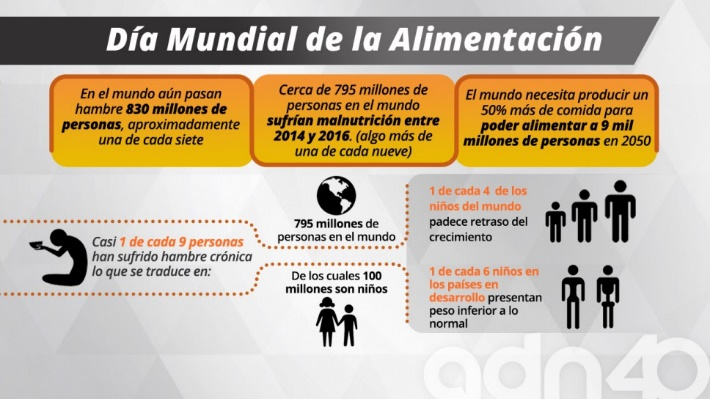 Día Mundial de la Alimentación
En el mundo aún pasan
hambre 830 millones de
personas, aproximadamente
una de cada siete
Cerca de 795 millones de
personas en el mundo
sufrían malnutrición entre
2014 y 2016. (algo más de
una de cada nueve)
El mundo necesita producir un
50% más de comida para
poder alimentar a 9 mil
millones de personas en 2050
Casi 1 de cada 9 personas
han sufrido hambre crónica
lo que se traduce en:
795 millones de
personas en el mundo
De los cuales 100
millones son niños
1 de cada 4 de los
niños del mundo
padece retraso del
crecimiento
1 de cada 6 niños en
los países en
desarrollo presentan
peso inferior a lo
normal
adn40